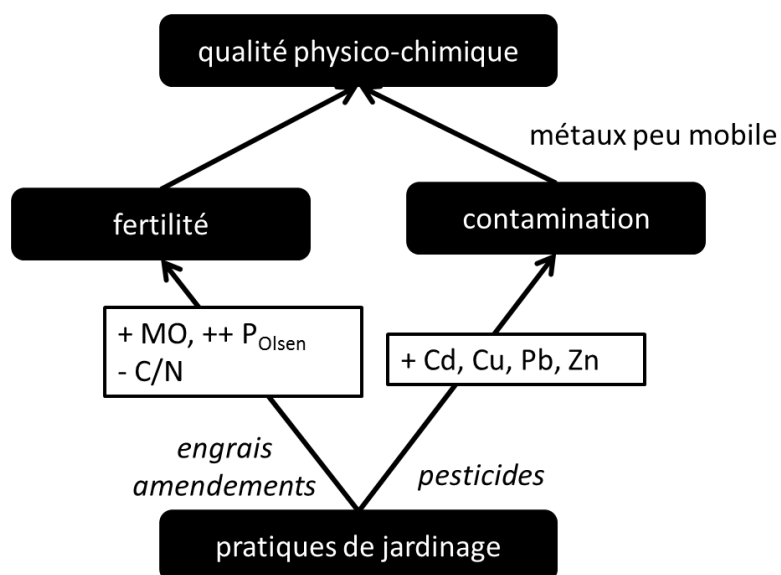 qualité physico-chimique
métaux peu mobile
fertilité
contamination
+ MO, ++ P_Olsen
- C/N
+ Cd, Cu, Pb, Zn
engrais
amendements
pesticides
pratiques de jardinage